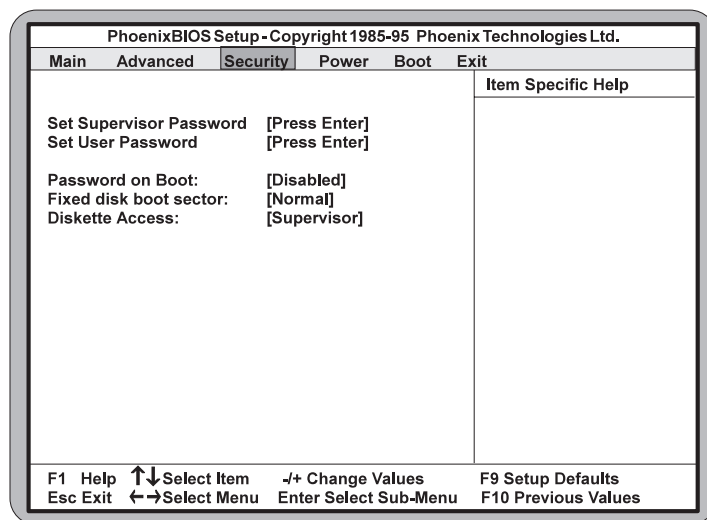 PhoenixBIOS Setup - Copyright 1985-95 Phoenix Technologies Ltd.
Main Advanced Security Power Boot Exit
Item Specific Help
Set Supervisor Password [Press Enter]
Set User Password [Press Enter]
Password on Boot: [Disabled]
Fixed disk boot sector: [Normal]
Diskette Access: [Supervisor]
F1 Help ↑↓Select Item -/+ Change Values F9 Setup Defaults
Esc Exit ←→Select Menu Enter Select Sub-Menu F10 Previous Values